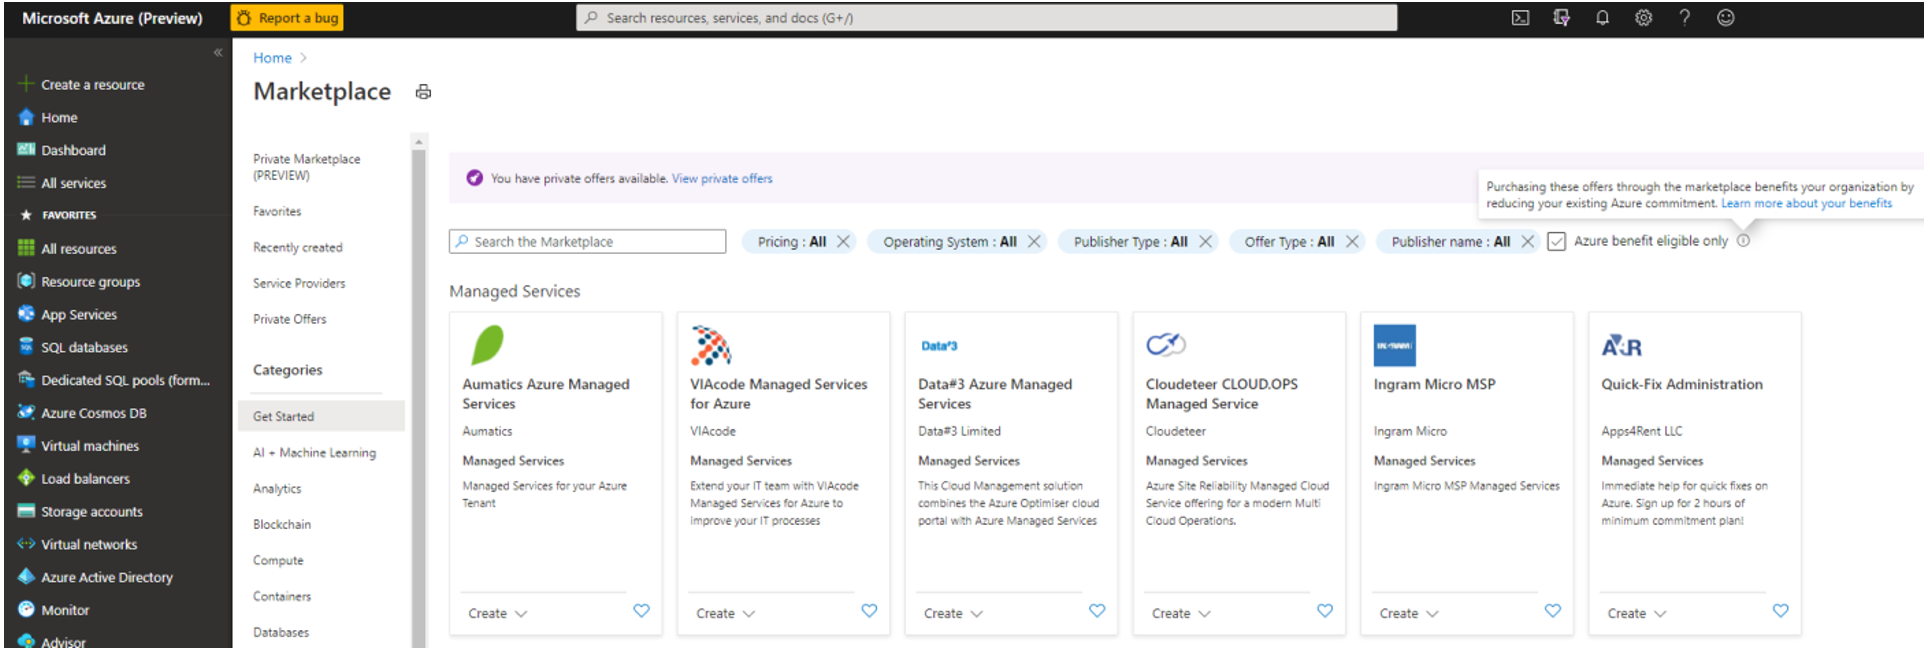 Microsoft Azure (Preview)
Report a bug
Search resources, services, and docs (G+/)
Create a resource
Home
Dashboard
All services
FAVORITES
All resources
Resource groups
App Services
SQL databases
Dedicated SQL pools (form...
Azure Cosmos DB
Virtual machines
Load balancers
Storage accounts
Virtual networks
Azure Active Directory
Monitor
Advisor
Home
Marketplace
Private Marketplace
(PREVIEW)
Favorites
Recently created
Service Providers
Private Offers
Categories
Get Started
AI + Machine Learning
Analytics
Blockchain
Compute
Containers
Databases
You have private offers available. View private offers
Purchasing these offers through the marketplace benefits your organization by
reducing your existing Azure commitment. Learn more about your benefits
Search the Marketplace
Pricing : All
Operating System : All
Publisher Type : All
Offer Type : All
Publisher name : All
Azure benefit eligible only
Managed Services
Aumatics Azure Managed
Services
Aumatics
Managed Services
Managed Services for your Azure
Tenant
Create
VIAcode Managed Services
for Azure
VIAcode
Managed Services
Extend your IT team with VIAcode
Managed Services for Azure to
improve your IT processes
Create
Data#3
Data#3 Azure Managed
Services
Data#3 Limited
Managed Services
This Cloud Management solution
combines the Azure Optimiser cloud
portal with Azure Managed Services
Create
Cloudeteer CLOUD.OPS
Managed Service
Cloudeteer
Managed Services
Azure Site Reliability Managed Cloud
Service offering for a modern Multi
Cloud Operations.
Create
Ingram Micro MSP
Ingram Micro
Managed Services
Ingram Micro MSP Managed Services
Create
Quick-Fix Administration
Apps4Rent LLC
Managed Services
Immediate help for quick fixes on
Azure. Sign up for 2 hours of
minimum commitment plan!
Create